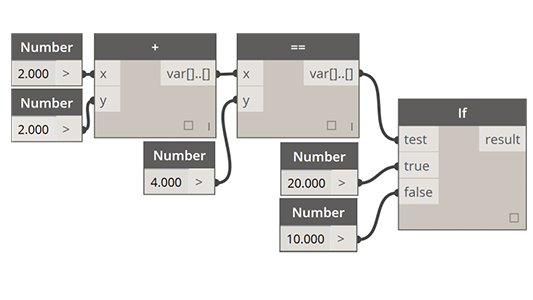 Number
2.000 >
Number
2.000 >
+
x var[]..[]
y
l
==
x var[]..[]
y
l
Number
4.000 >
Number
20.000 >
Number
10.000 >
If
test result
true
false